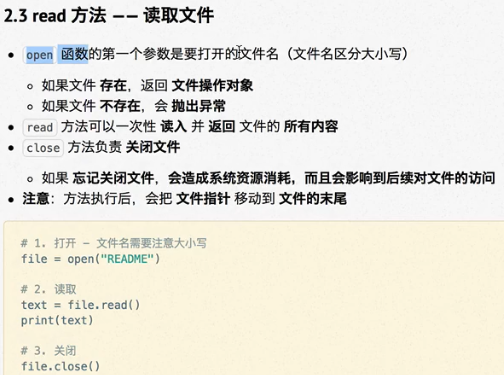 2.3 read 方法 —— 读取文件
open 函数的第一个参数是要打开的文件名（文件名区分大小写）
如果文件 存在，返回 文件操作对象
如果文件 不存在，会 抛出异常
read 方法可以一次性 读入 并 返回 文件的 所有内容
close 方法负责 关闭文件
如果 忘记关闭文件，会造成系统资源消耗，而且会影响到后续对文件的访问
注意：方法执行后，会把 文件指针 移动到 文件的末尾
# 1. 打开 - 文件名需要注意大小写
file = open("README")
# 2. 读取
text = file.read()
print(text)
# 3. 关闭
file.close()